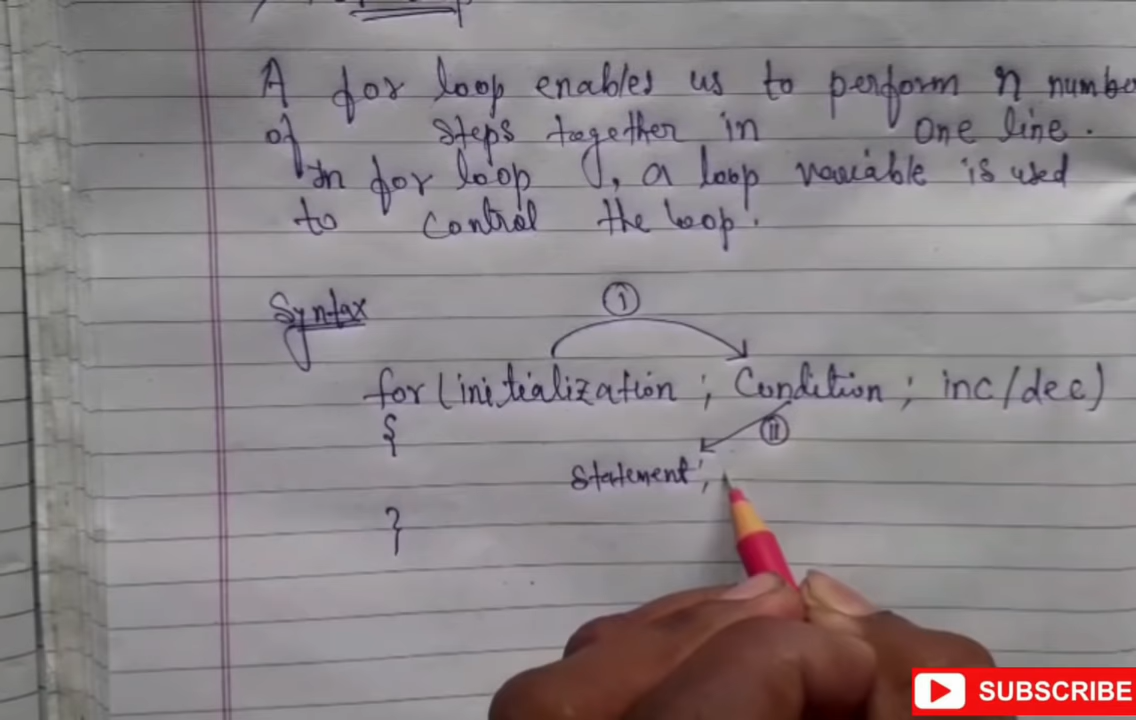 A for loop enables us to perform n number
of steps together in one line.
In for loop, a loop variable is used
to control the loop.
Syntax
i
for (initialization ; Condition ; inc/dec)
{
ii
Statement;
}
SUBSCRIBE